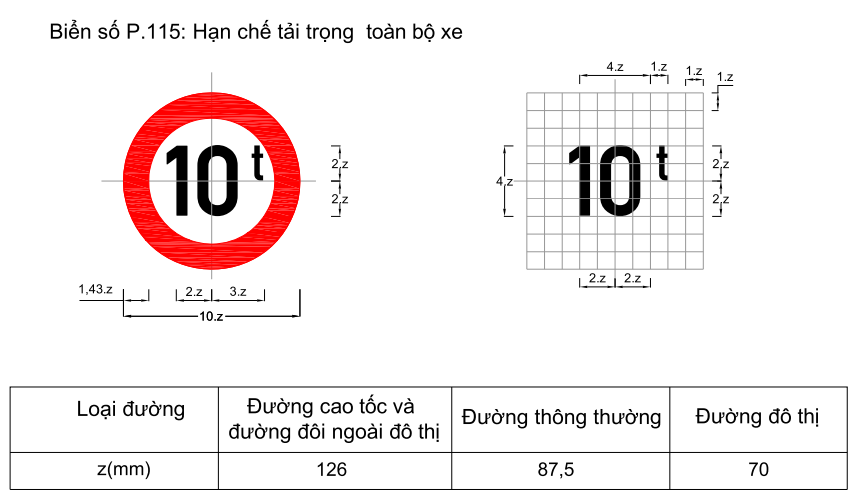 Biển số P.115: Hạn chế tải trọng toàn bộ xe
4.z 1.z 1.z 1.z
10 t 2.z 2.z
10 t 4.z 2.z 2.z
1,43.z 2.z 3.z
10.z
2.z 2.z
Loại đường Đường cao tốc và đường đôi ngoài đô thị Đường thông thường Đường đô thị
z(mm) 126 87,5 70